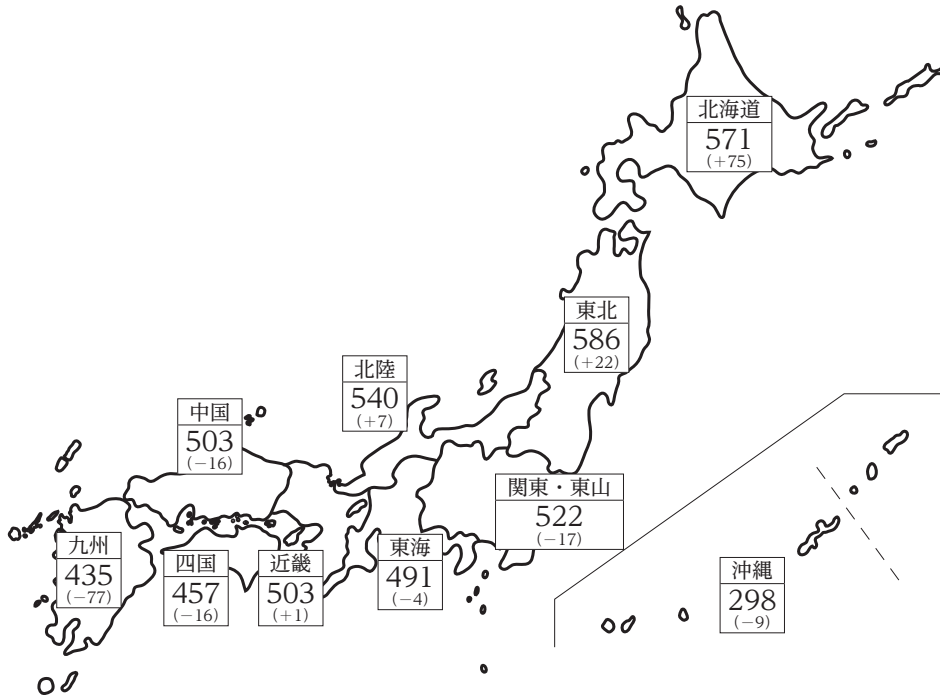 北海道
571
(+75)
東北
586
(+22)
北陸
540
(+7)
中国
503
(−16)
関東・東山
522
(−17)
九州
435
(−77)
四国
457
(−16)
近畿
503
(+1)
東海
491
(−4)
沖縄
298
(−9)